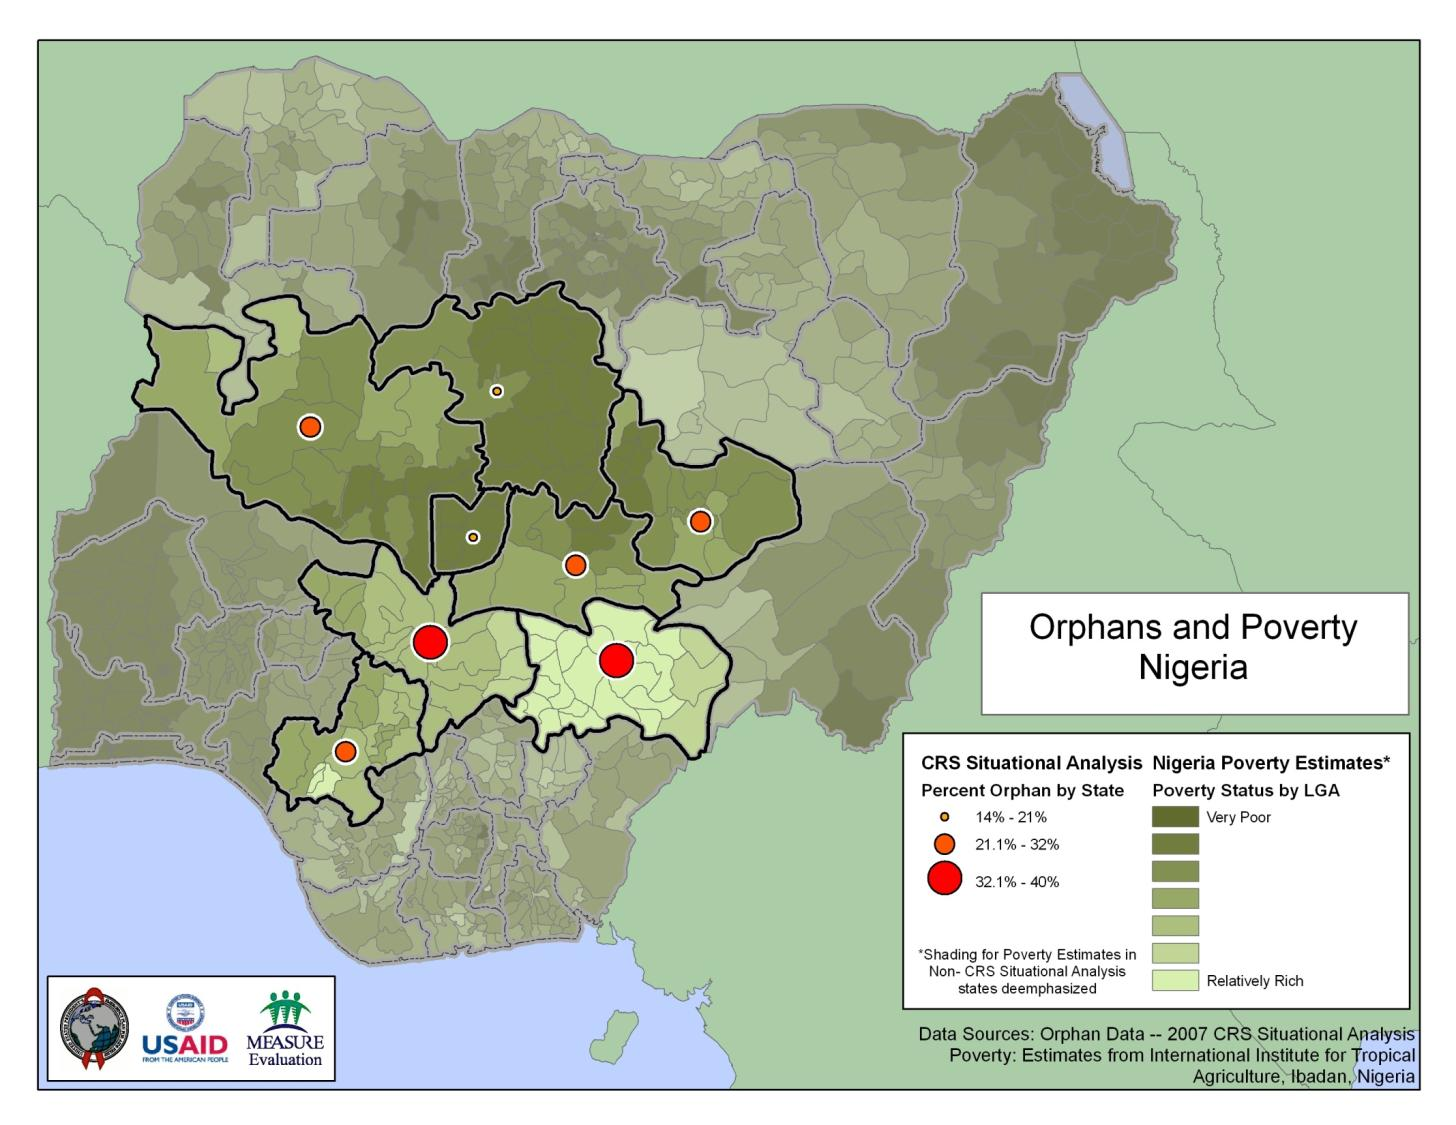 Orphans and Poverty
Nigeria
CRS Situational Analysis
Percent Orphan by State
14% - 21%
21.1% - 32%
32.1% - 40%
*Shading for Poverty Estimates in
Non- CRS Situational Analysis
states deemphasized
Nigeria Poverty Estimates*
Poverty Status by LGA
Very Poor
Relatively Rich
USAID
USAID
FROM THE AMERICAN PEOPLE
MEASURE
Evaluation
Data Sources: Orphan Data -- 2007 CRS Situational Analysis
Poverty: Estimates from International Institute for Tropical
Agriculture, Ibadan, Nigeria